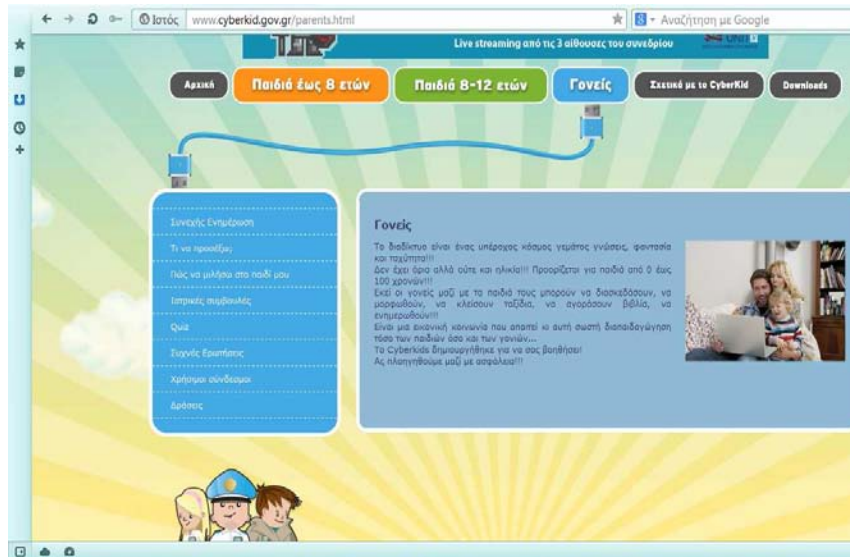 Ιστός
www.cyberkid.gov.gr/parents.html
8
Αναζήτηση με Google
Live streaming από τις 3 αίθουσες του συνεδρίου
Αρχική
Παιδιά έως 8 ετών
Παιδιά 8-12 ετών
Γονείς
Σχετικά με το CyberKid
Downloads
Συνεχής Ενημέρωση
Τι να προσέξω;
Πώς να μιλήσω στο παιδί μου
Ιατρικές συμβουλές
Quiz
Συχνές Ερωτήσεις
Χρήσιμοι σύνδεσμοι
Δράσεις
Γονείς
Το διαδίκτυο είναι ένας υπέροχος κόσμος γεμάτος γνώσεις, φαντασία
και ταχύτητα!!!
Δεν έχει όρια αλλά ούτε και ηλικία!!! Προορίζεται για παιδιά από 0 έως
100 χρονών!!!
Εκεί οι γονείς μαζί με τα παιδιά τους μπορούν να διασκεδάσουν, να
μορφωθούν, να κλείσουν ταξίδια, να αγοράσουν βιβλία, να
ενημερωθούν!!!
Είναι μια εικονική κοινωνία που απαιτεί κι αυτή σωστή διαπαιδαγώγηση
τόσο των παιδιών όσο και των γονιών...
Το Cyberkids δημιουργήθηκε για να σας βοηθήσει!
Ας πλοηγηθούμε μαζί με ασφάλεια!!!